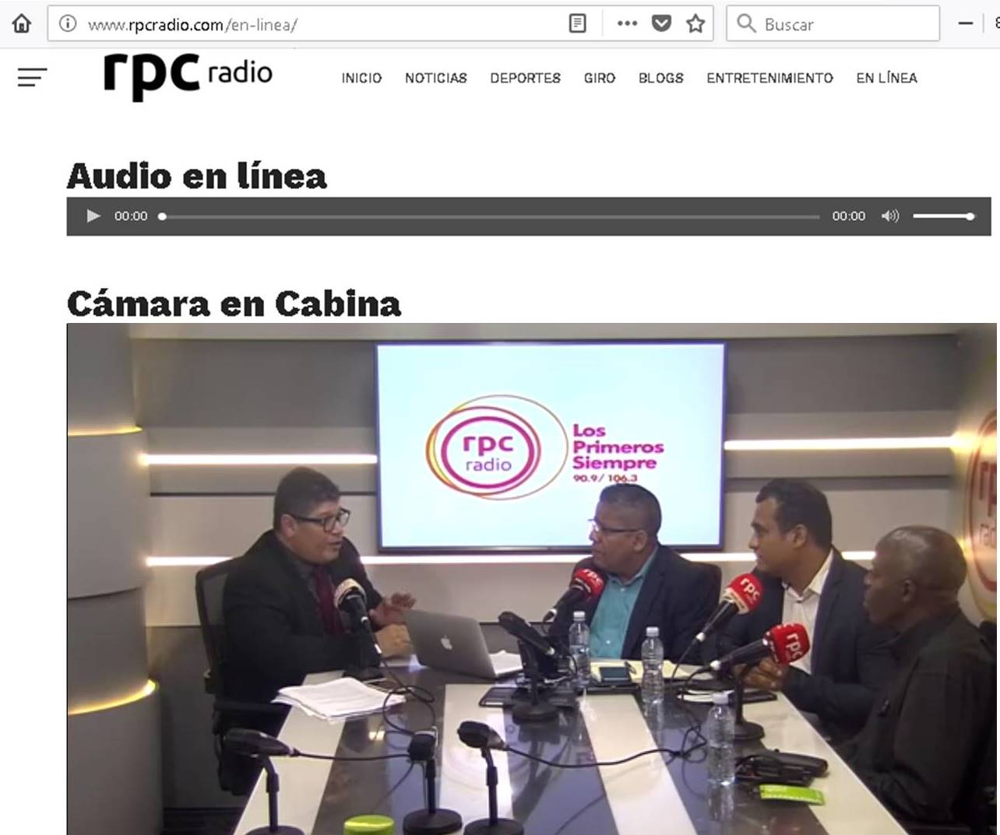 www.rpcradio.com/en-linea/
Buscar
rpc radio
INICIO NOTICIAS DEPORTES GIRO BLOGS ENTRETENIMIENTO EN LÍNEA
Audio en línea
00:00 00:00
Cámara en Cabina
rpc
radio
Los
Primeros
Siempre
90.9/106.3
rpc
rpc
rpc